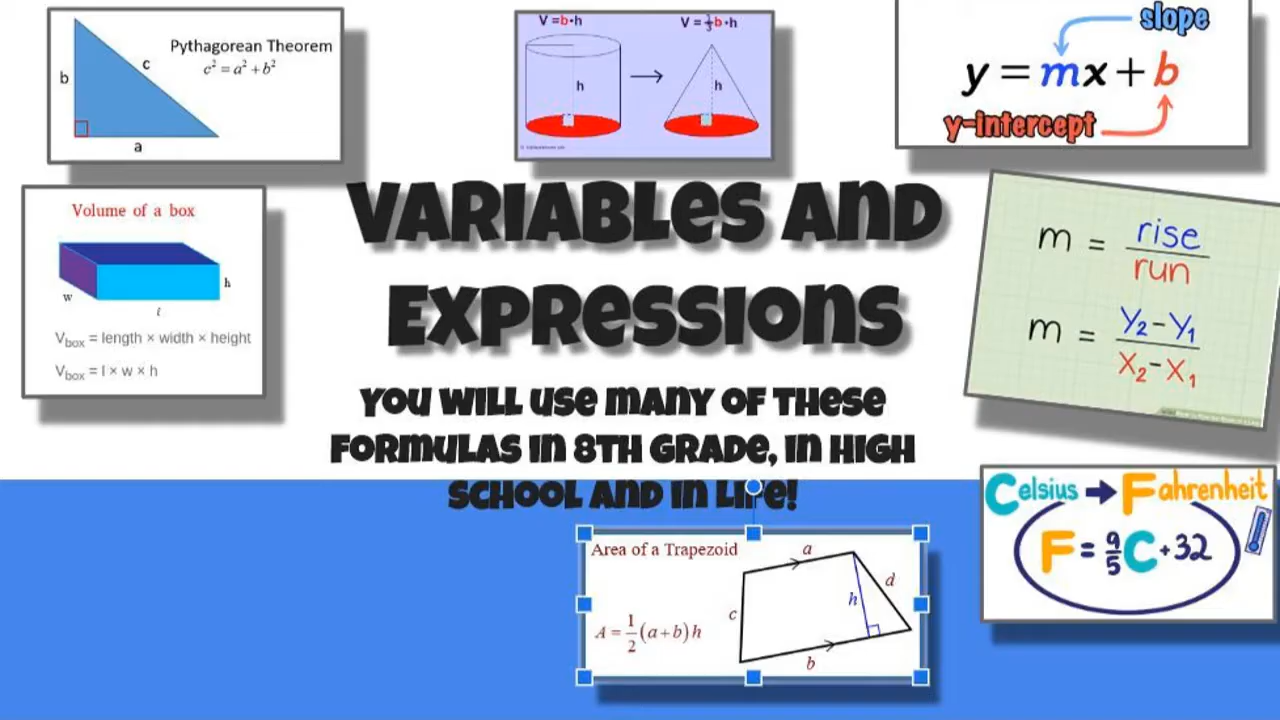 Pythagorean Theorem
c² = a² + b²
b
c
a
V =b•h
V = ⅓b•h
h
h
slope
y = mx + b
y-intercept
Volume of a box
w
h
ℓ
V_box = length × width × height
V_box = l × w × h
VARIABLES AND
EXPRESSIONS
YOU WILL USE MANY OF THESE
FORMULAS IN 8TH GRADE, IN HIGH
SCHOOL AND IN LIFE!
m = rise
run
m = Y₂ - Y₁
X₂ - X₁
Celsius → Fahrenheit
F = 9/5 C + 32
Area of a Trapezoid
A = 1/2 (a+b) h
a
d
h
c
b